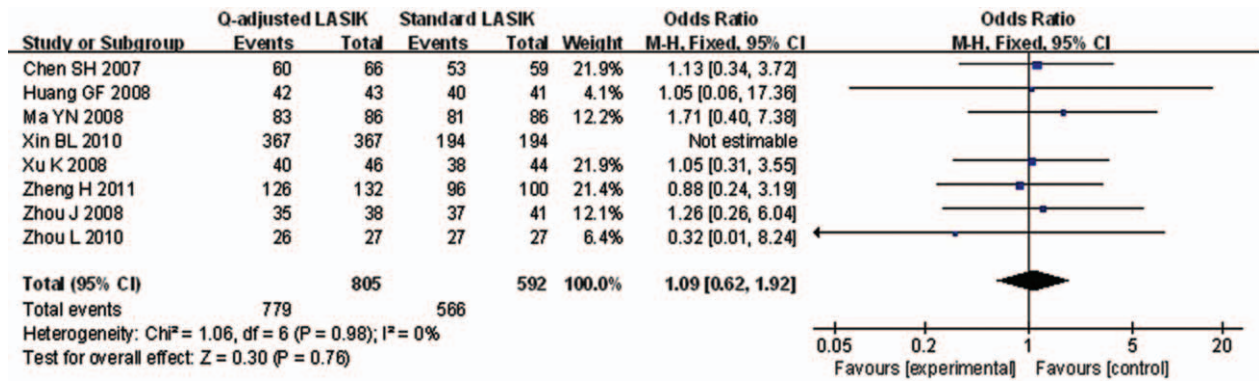 Q-adjusted LASIK Standard LASIK Odds Ratio Odds Ratio
Study or Subgroup Events Total Events Total Weight M-H, Fixed, 95% CI M-H, Fixed, 95% CI
Chen SH 2007 60 66 53 59 21.9% 1.13 [0.34, 3.72]
Huang GF 2008 42 43 40 41 4.1% 1.05 [0.06, 17.36]
Ma YN 2008 83 86 81 86 12.2% 1.71 [0.40, 7.38]
Xin BL 2010 367 367 194 194 Not estimable
Xu K 2008 40 46 38 44 21.9% 1.05 [0.31, 3.55]
Zheng H 2011 126 132 96 100 21.4% 0.88 [0.24, 3.19]
Zhou J 2008 35 38 37 41 12.1% 1.26 [0.26, 6.04]
Zhou L 2010 26 27 27 27 6.4% 0.32 [0.01, 8.24]
Total (95% CI) 805 592 100.0% 1.09 [0.62, 1.92]
Total events 779 566
Heterogeneity: Chi² = 1.06, df = 6 (P = 0.98); I² = 0%
Test for overall effect: Z = 0.30 (P = 0.76)
0.05 0.2 1 5 20
Favours [experimental] Favours [control]